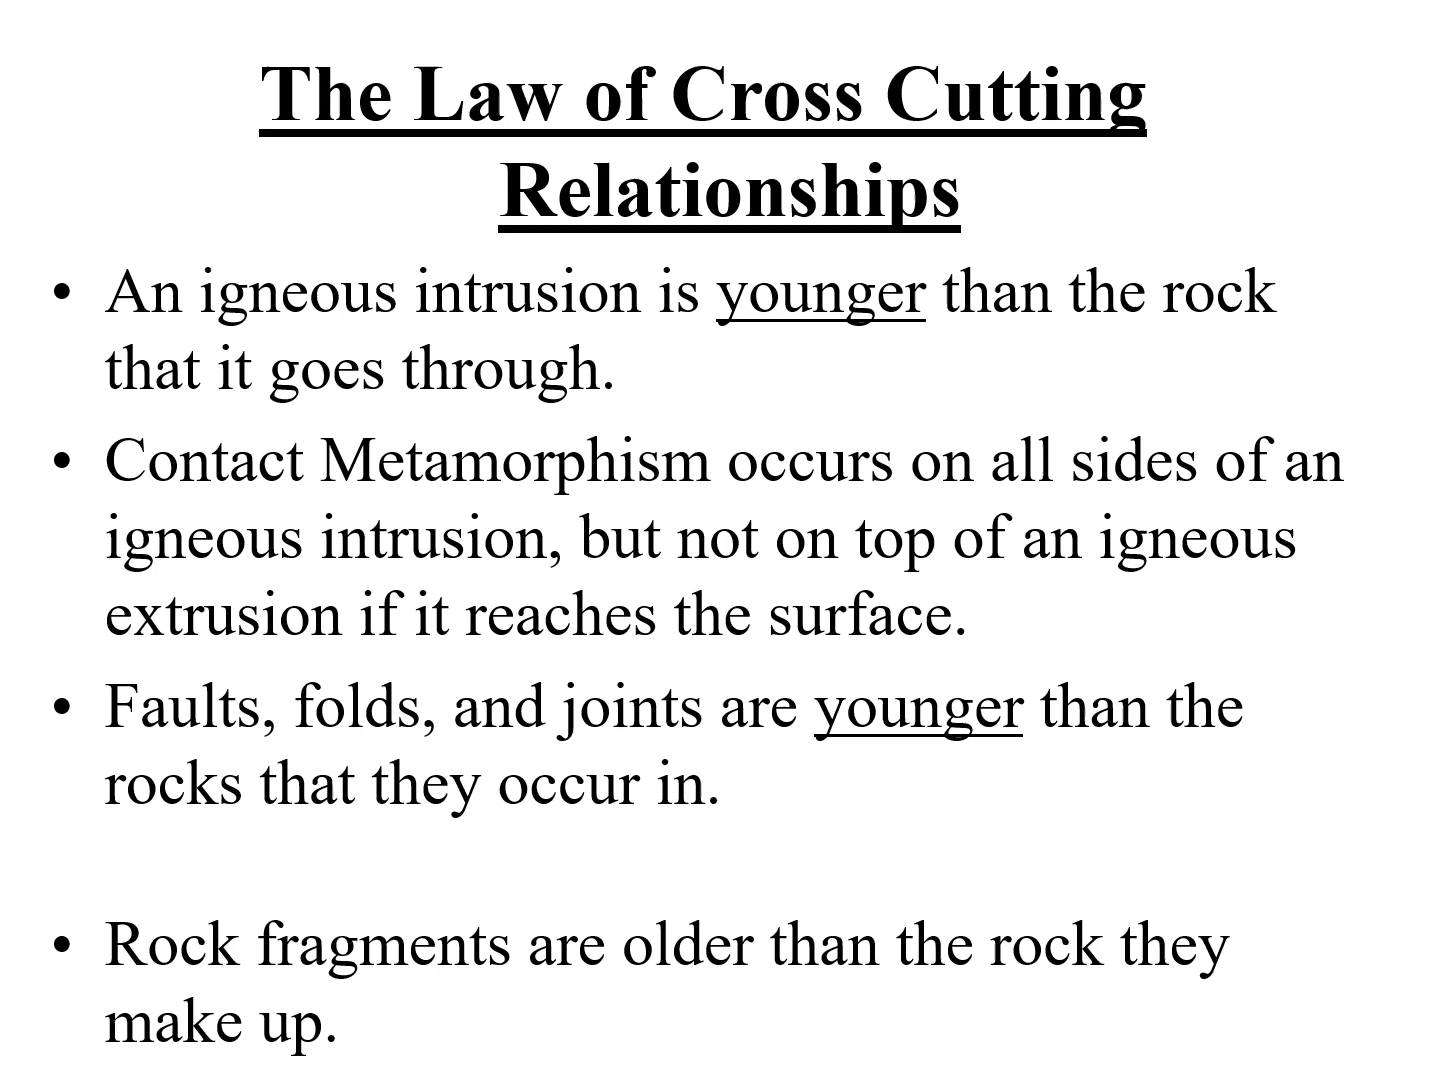 The Law of Cross Cutting
Relationships
• An igneous intrusion is younger than the rock
that it goes through.
• Contact Metamorphism occurs on all sides of an
igneous intrusion, but not on top of an igneous
extrusion if it reaches the surface.
• Faults, folds, and joints are younger than the
rocks that they occur in.
• Rock fragments are older than the rock they
make up.